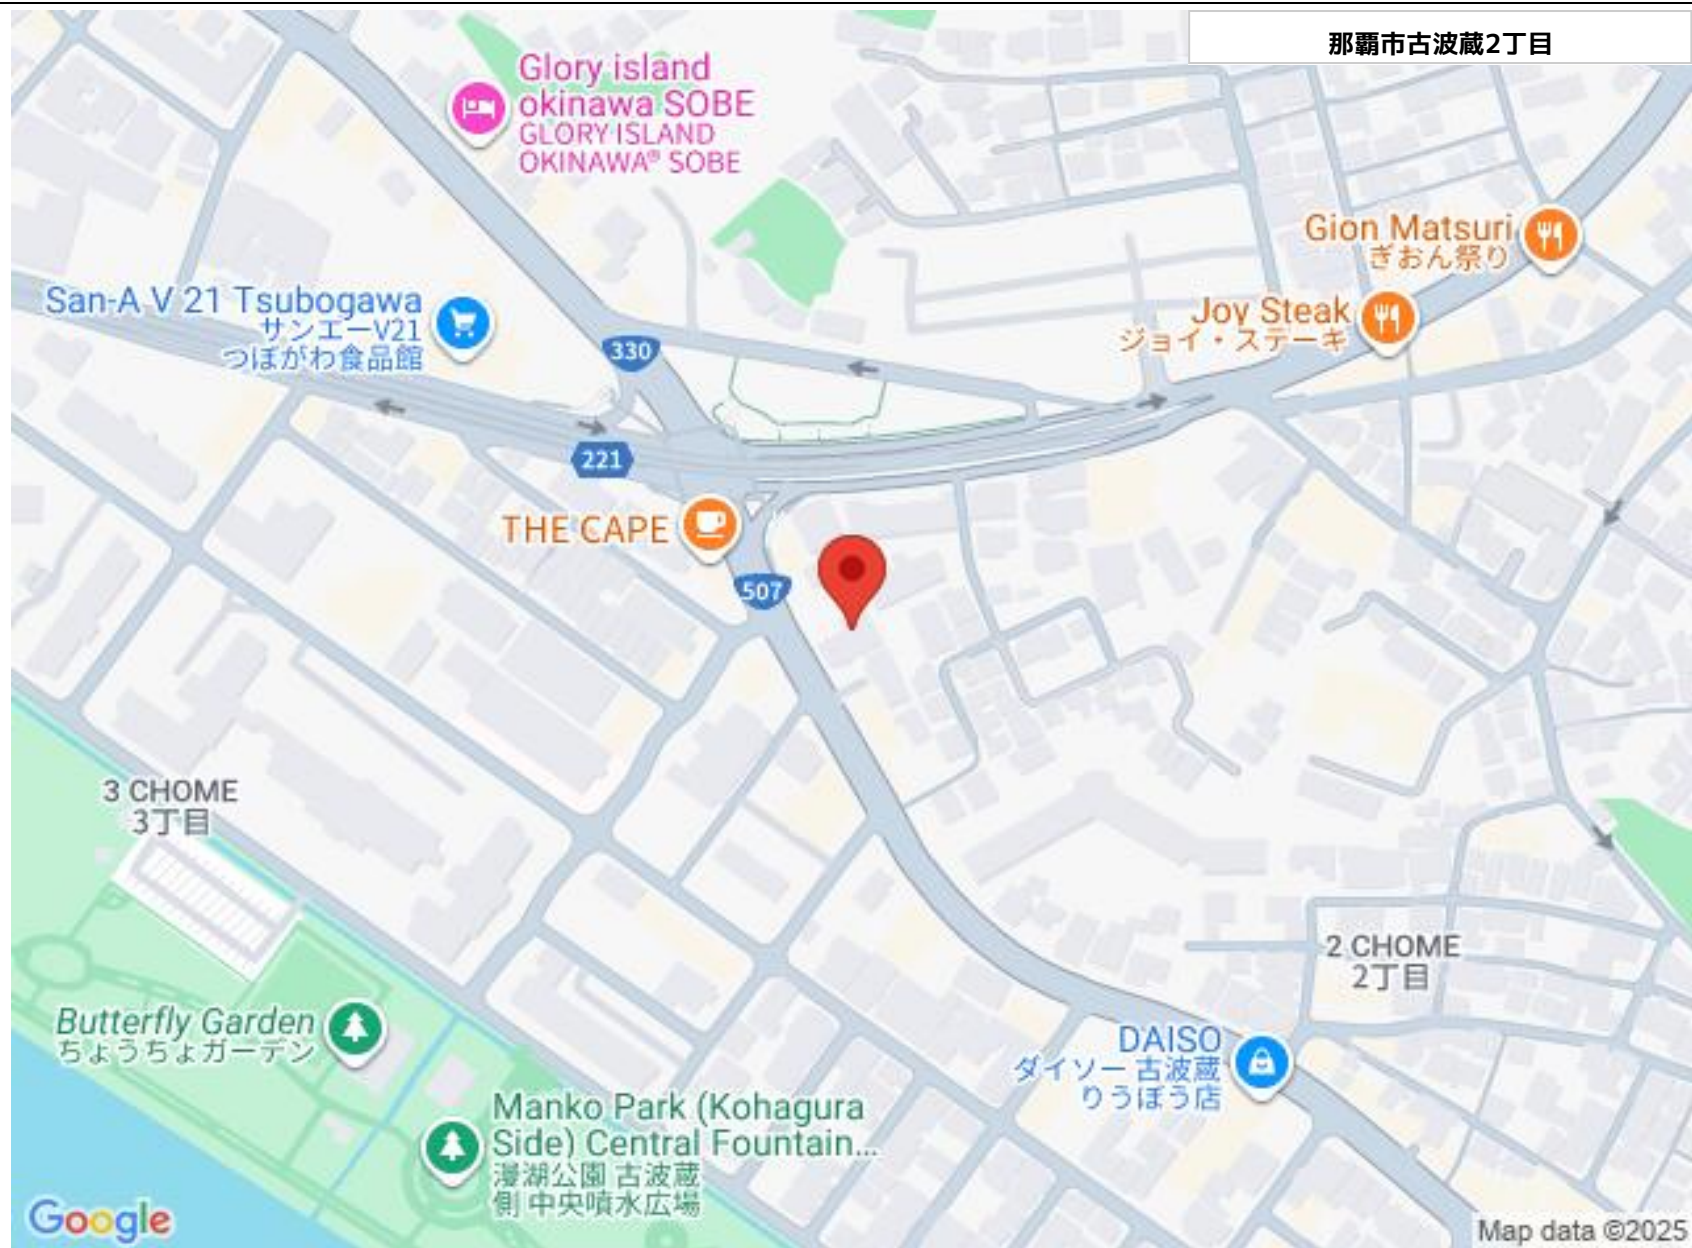 那覇市古波蔵2丁目
Glory island
okinawa SOBE
GLORY ISLAND
OKINAWA® SOBE
Gion Matsuri
ぎおん祭り
San-A V 21 Tsubogawa
サンエーV21
つぼがわ食品館
Joy Steak
ジョイ・ステーキ
330
221
THE CAPE
507
3 CHOME
3丁目
2 CHOME
2丁目
Butterfly Garden
ちょうちょガーデン
DAISO
ダイソー 古波蔵
りうぼう店
Manko Park (Kohagura
Side) Central Fountain...
漫湖公園 古波蔵
側 中央噴水広場
Google
Map data ©2025